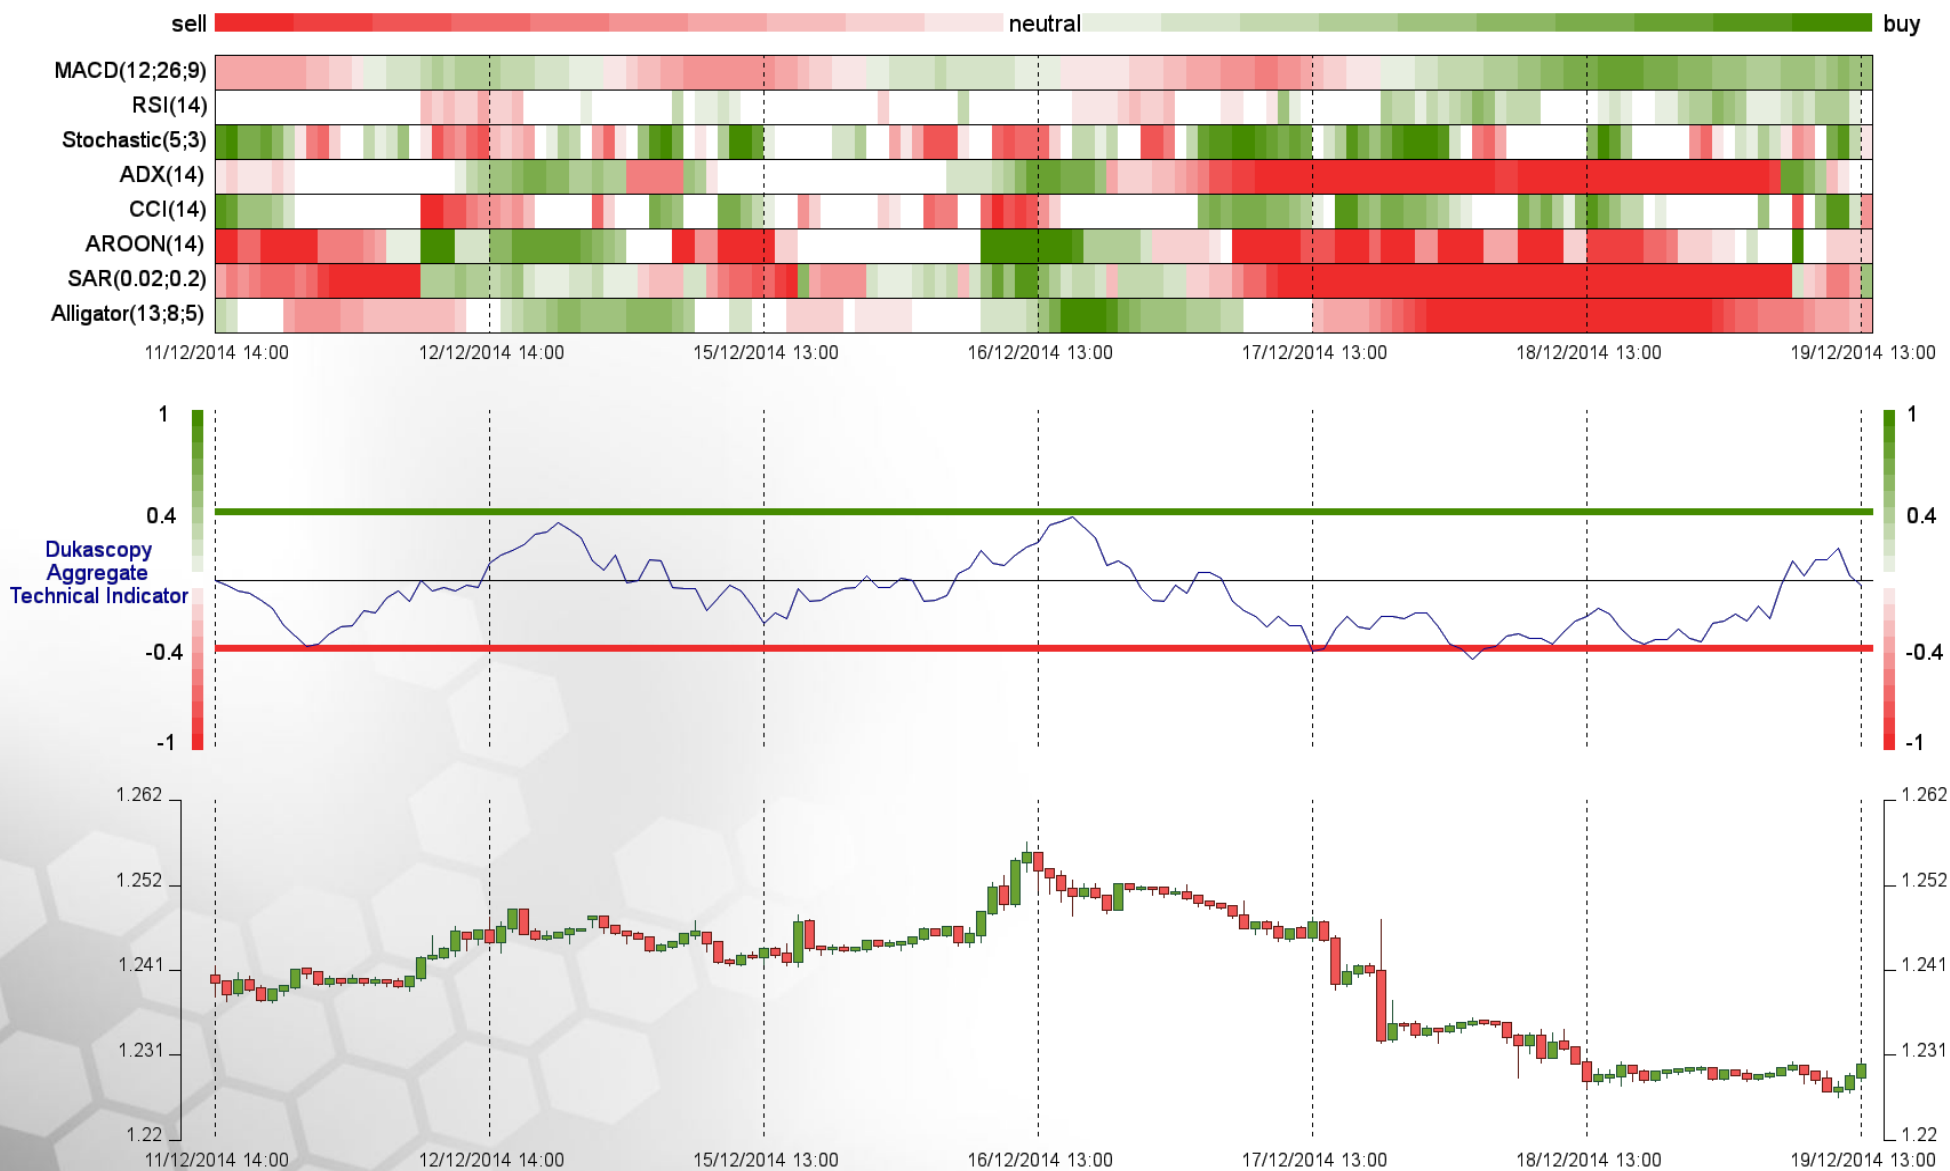 sell neutral buy
MACD(12;26;9)
RSI(14)
Stochastic(5;3)
ADX(14)
CCI(14)
AROON(14)
SAR(0.02;0.2)
Alligator(13;8;5)
11/12/2014 14:00 12/12/2014 14:00 15/12/2014 13:00 16/12/2014 13:00 17/12/2014 13:00 18/12/2014 13:00 19/12/2014 13:00
1 1
0.4 0.4
Dukascopy
Aggregate
Technical Indicator
-0.4 -0.4
-1 -1
1.262 1.262
1.252 1.252
1.241 1.241
1.231 1.231
1.22 1.22
11/12/2014 14:00 12/12/2014 14:00 15/12/2014 13:00 16/12/2014 13:00 17/12/2014 13:00 18/12/2014 13:00 19/12/2014 13:00